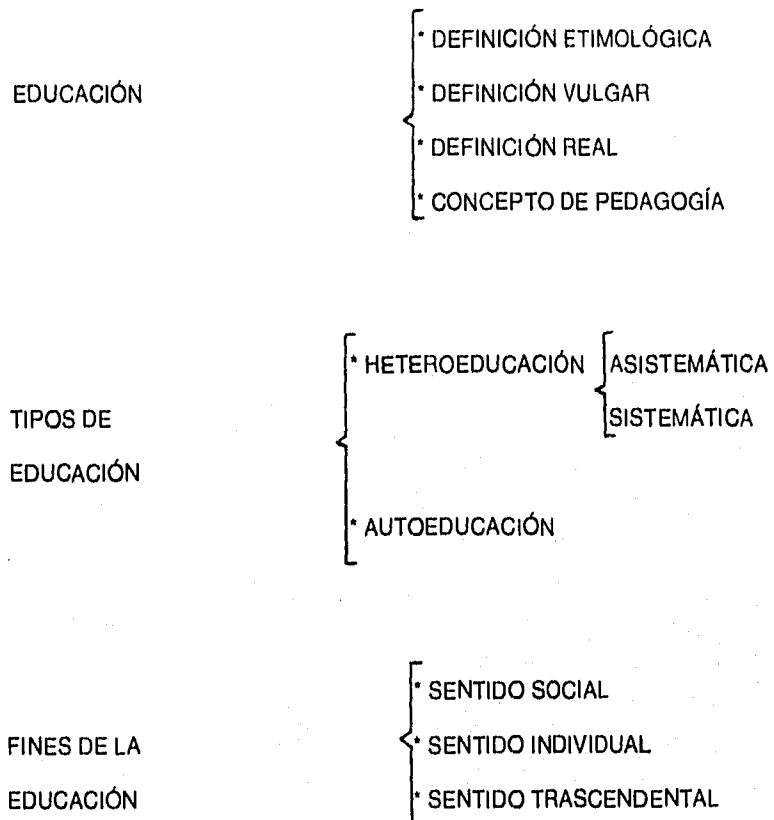 * DEFINICIÓN ETIMOLÓGICA
EDUCACIÓN
* DEFINICIÓN VULGAR
* DEFINICIÓN REAL
* CONCEPTO DE PEDAGOGÍA
* HETEROEDUCACIÓN
ASISTEMÁTICA
SISTEMÁTICA
TIPOS DE
EDUCACIÓN
* AUTOEDUCACIÓN
* SENTIDO SOCIAL
FINES DE LA
EDUCACIÓN
* SENTIDO INDIVIDUAL
* SENTIDO TRASCENDENTAL